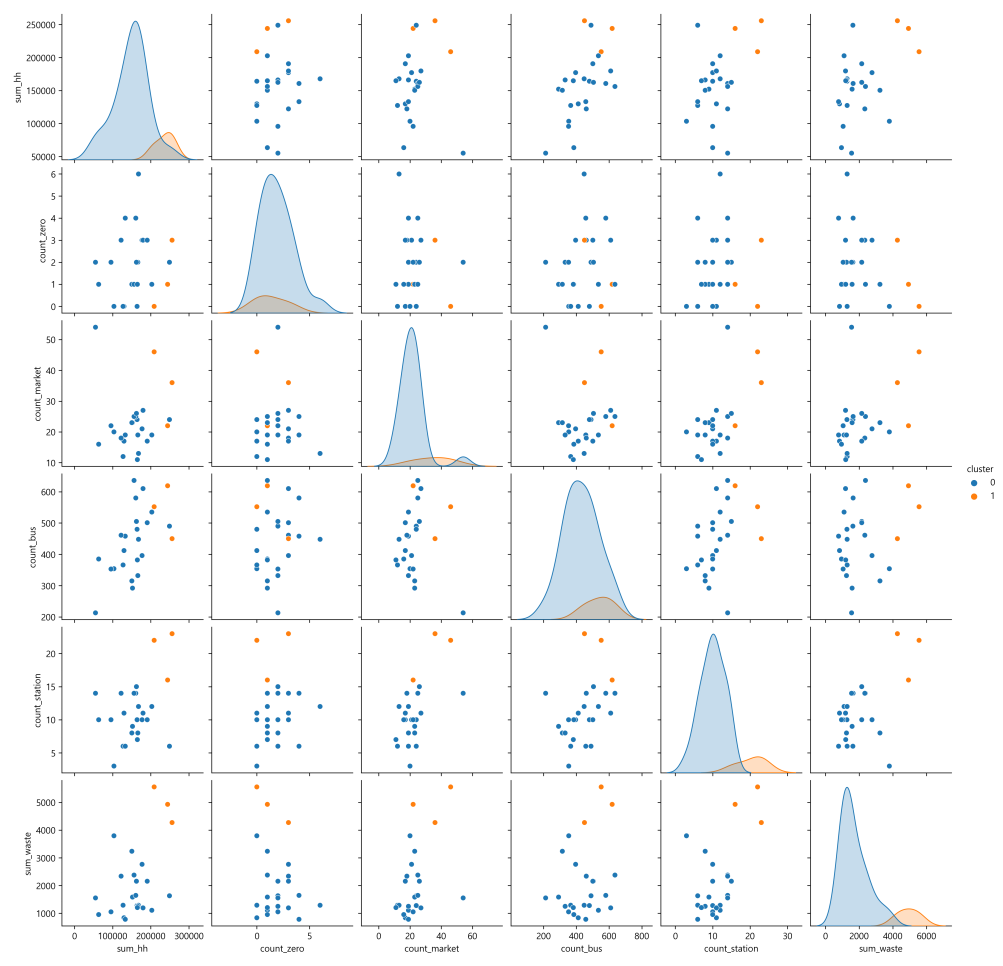 250000
200000
150000
100000
50000
sum_hh
6
5
4
3
2
1
0
count_zero
50
40
30
20
10
count_market
cluster
0
1
600
500
400
300
200
count_bus
20
15
10
5
count_station
5000
4000
3000
2000
1000
sum_waste
0 100000 200000 300000
0 5
0 20 40 60
200 400 600 800
0 10 20 30
0 2000 4000 6000
sum_hh count_zero count_market count_bus count_station sum_waste